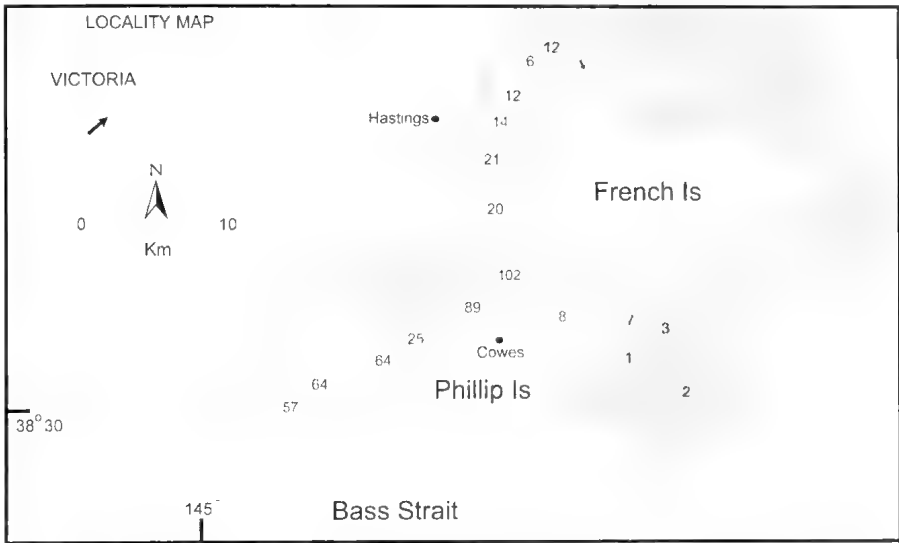 LOCALITY MAP
12
6
VICTORIA
12
Hastings
14
21
N
French Is
20
0 10
Km
102
89
8
7 3
25
Cowes
1
64
64
Phillip Is
2
57
38°30
145°
Bass Strait